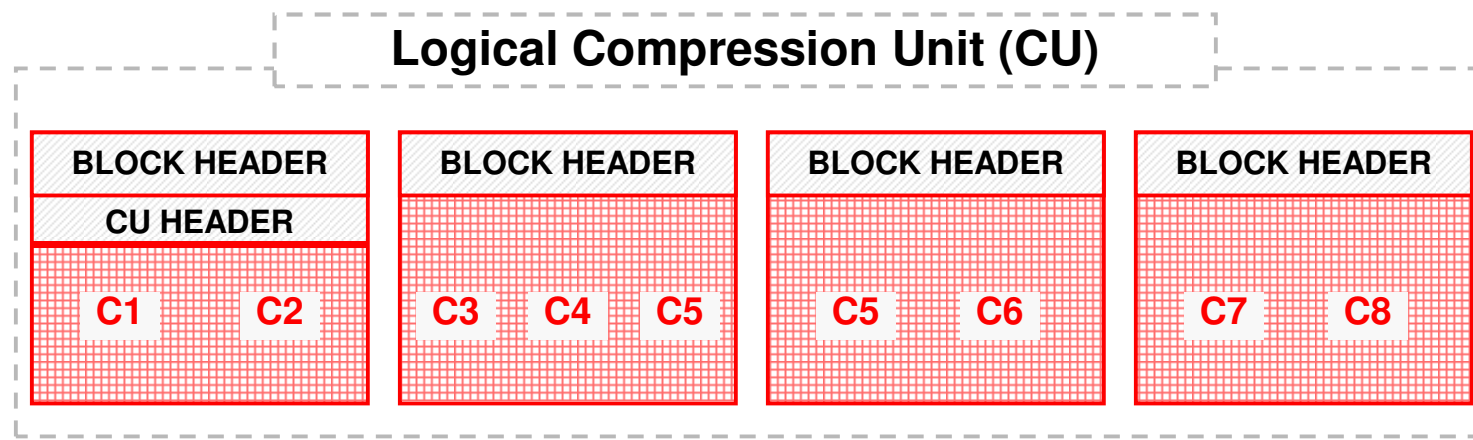 Logical Compression Unit (CU)
BLOCK HEADER
CU HEADER
C1 C2
BLOCK HEADER
C3 C4 C5
BLOCK HEADER
C5 C6
BLOCK HEADER
C7 C8